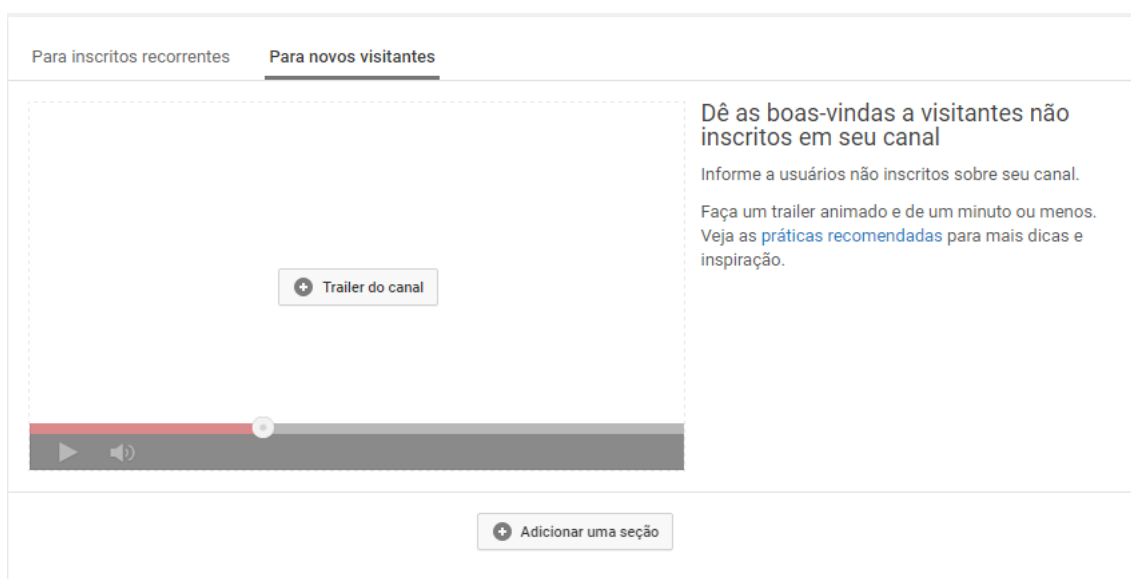 Para inscritos recorrentes
Para novos visitantes
Dê as boas-vindas a visitantes não
inscritos em seu canal
Informe a usuários não inscritos sobre seu canal.
Faça um trailer animado e de um minuto ou menos.
Veja as práticas recomendadas para mais dicas e
inspiração.
Trailer do canal
Adicionar uma seção